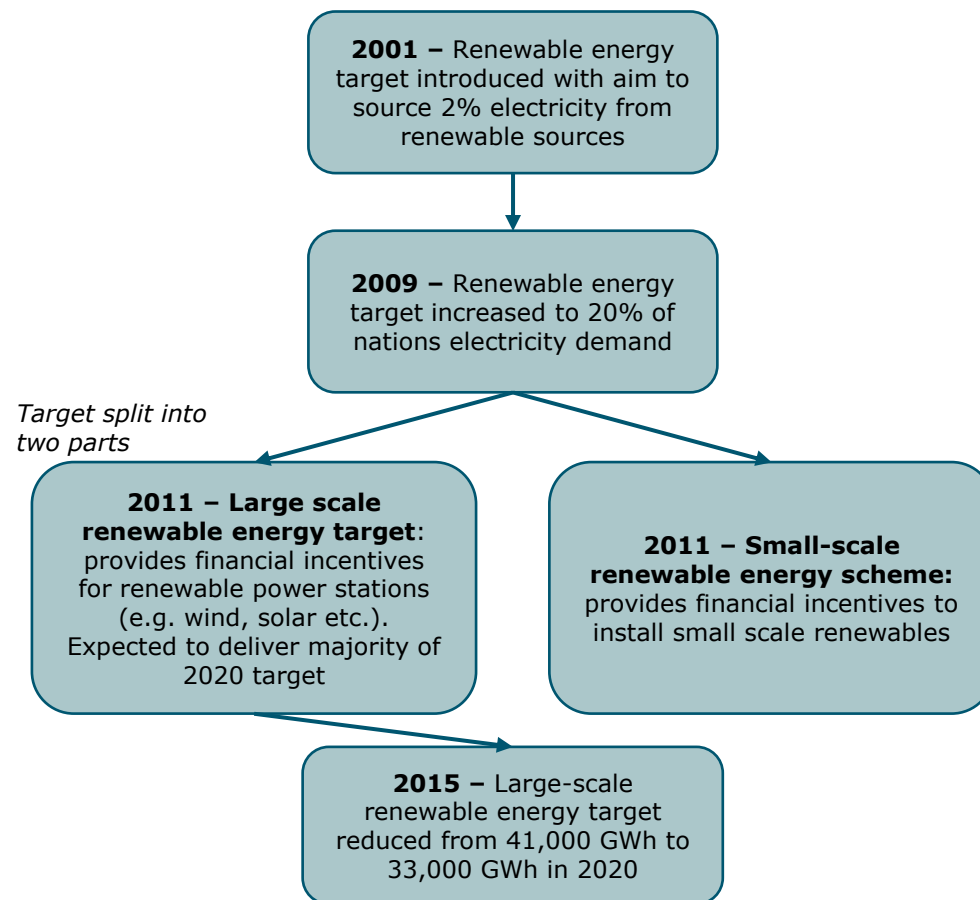 2001 – Renewable energy
target introduced with aim to
source 2% electricity from
renewable sources
2009 – Renewable energy
target increased to 20% of
nations electricity demand
Target split into
two parts
2011 – Large scale
renewable energy target:
provides financial incentives
for renewable power stations
(e.g. wind, solar etc.).
Expected to deliver majority of
2020 target
2011 – Small-scale
renewable energy scheme:
provides financial incentives to
install small scale renewables
2015 – Large-scale
renewable energy target
reduced from 41,000 GWh to
33,000 GWh in 2020